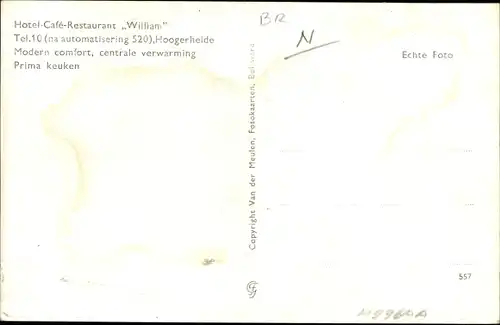 Hotel-Café-Restaurant „William"
Tel.10 (na automatisering 520), Hoogerheide
Modern comfort, centrale verwarming
Prima keuken
BR
N
Echte Foto
Copyright Van der Meulen, Fotokaarten, Bolsward
557